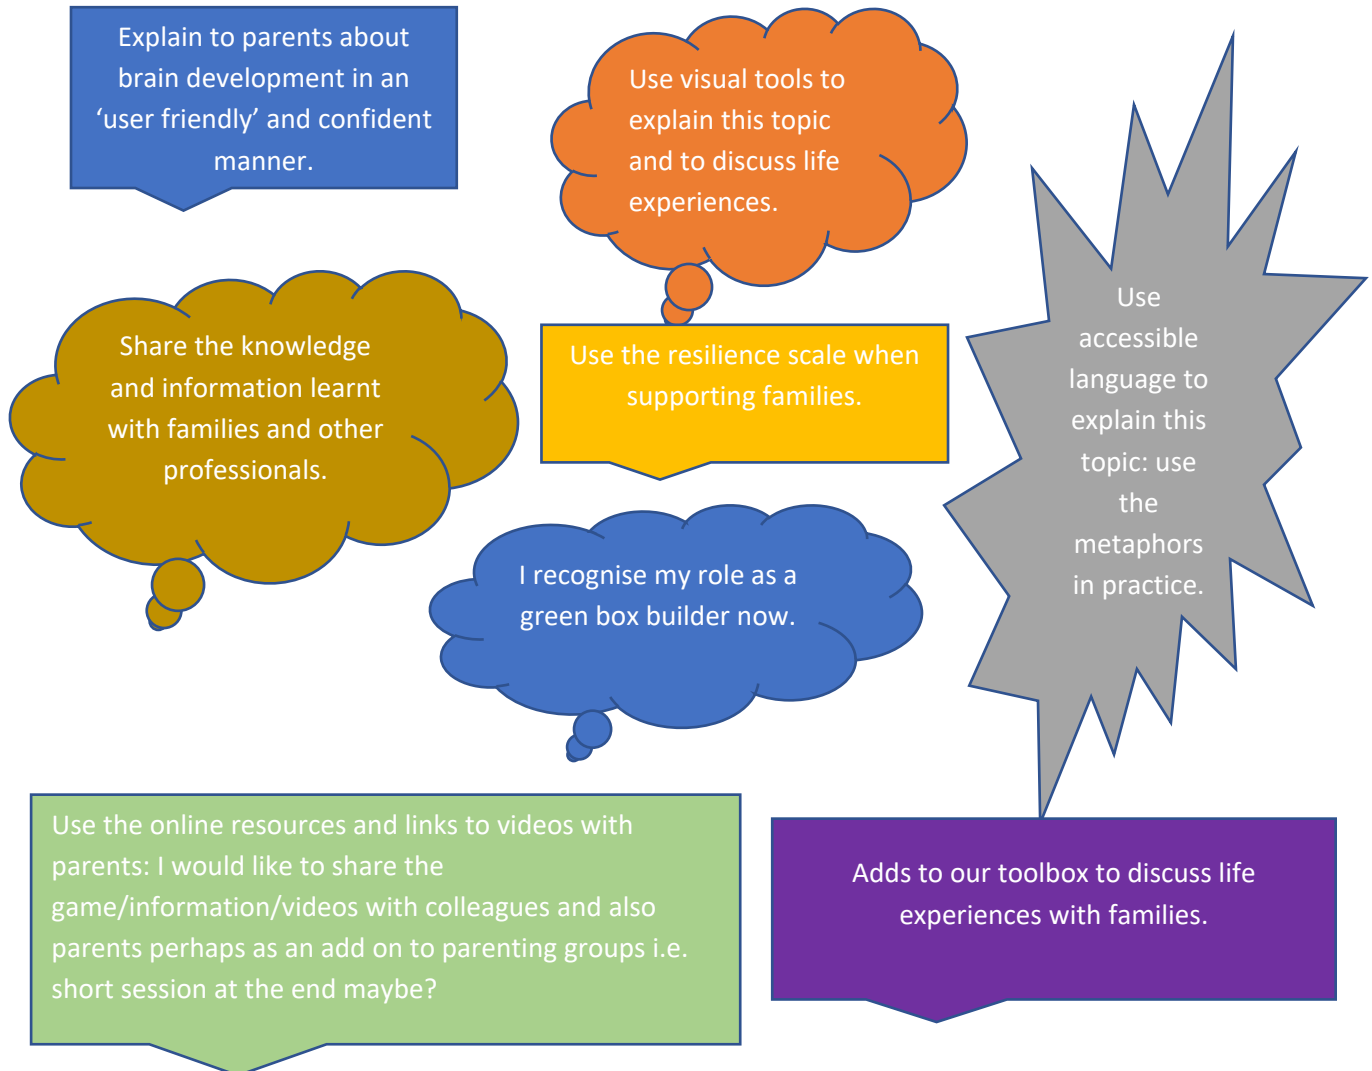 Explain to parents about
brain development in an
‘user friendly’ and confident
manner.
Use visual tools to
explain this topic
and to discuss life
experiences.
Share the knowledge
and information learnt
with families and other
professionals.
Use the resilience scale when
supporting families.
Use
accessible
language to
explain this
topic: use
the
metaphors
in practice.
I recognise my role as a
green box builder now.
Use the online resources and links to videos with
parents: I would like to share the
game/information/videos with colleagues and also
parents perhaps as an add on to parenting groups i.e.
short session at the end maybe?
Adds to our toolbox to discuss life
experiences with families.